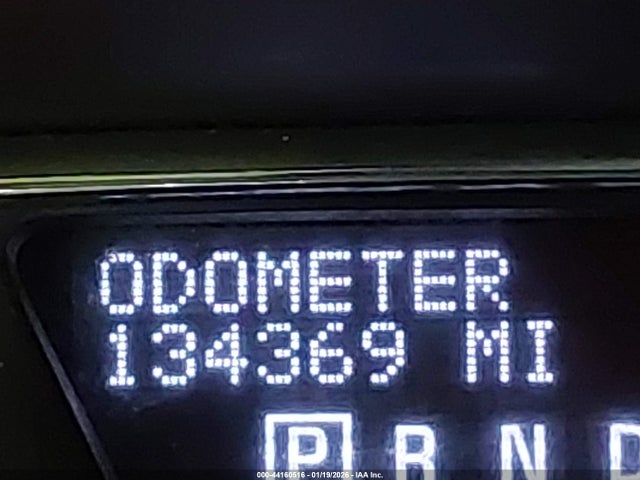 ODOMETER
134369 MI
P R N D
000-44160516 - 01/19/2026 - IAA Inc.